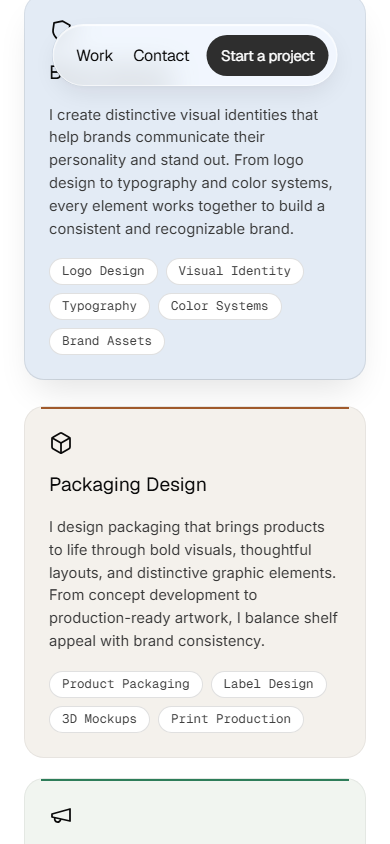 Work Contact Start a project
I create distinctive visual identities that
help brands communicate their
personality and stand out. From logo
design to typography and color systems,
every element works together to build a
consistent and recognizable brand.
Logo Design Visual Identity
Typography Color Systems
Brand Assets
Packaging Design
I design packaging that brings products
to life through bold visuals, thoughtful
layouts, and distinctive graphic elements.
From concept development to
production-ready artwork, I balance shelf
appeal with brand consistency.
Product Packaging Label Design
3D Mockups Print Production